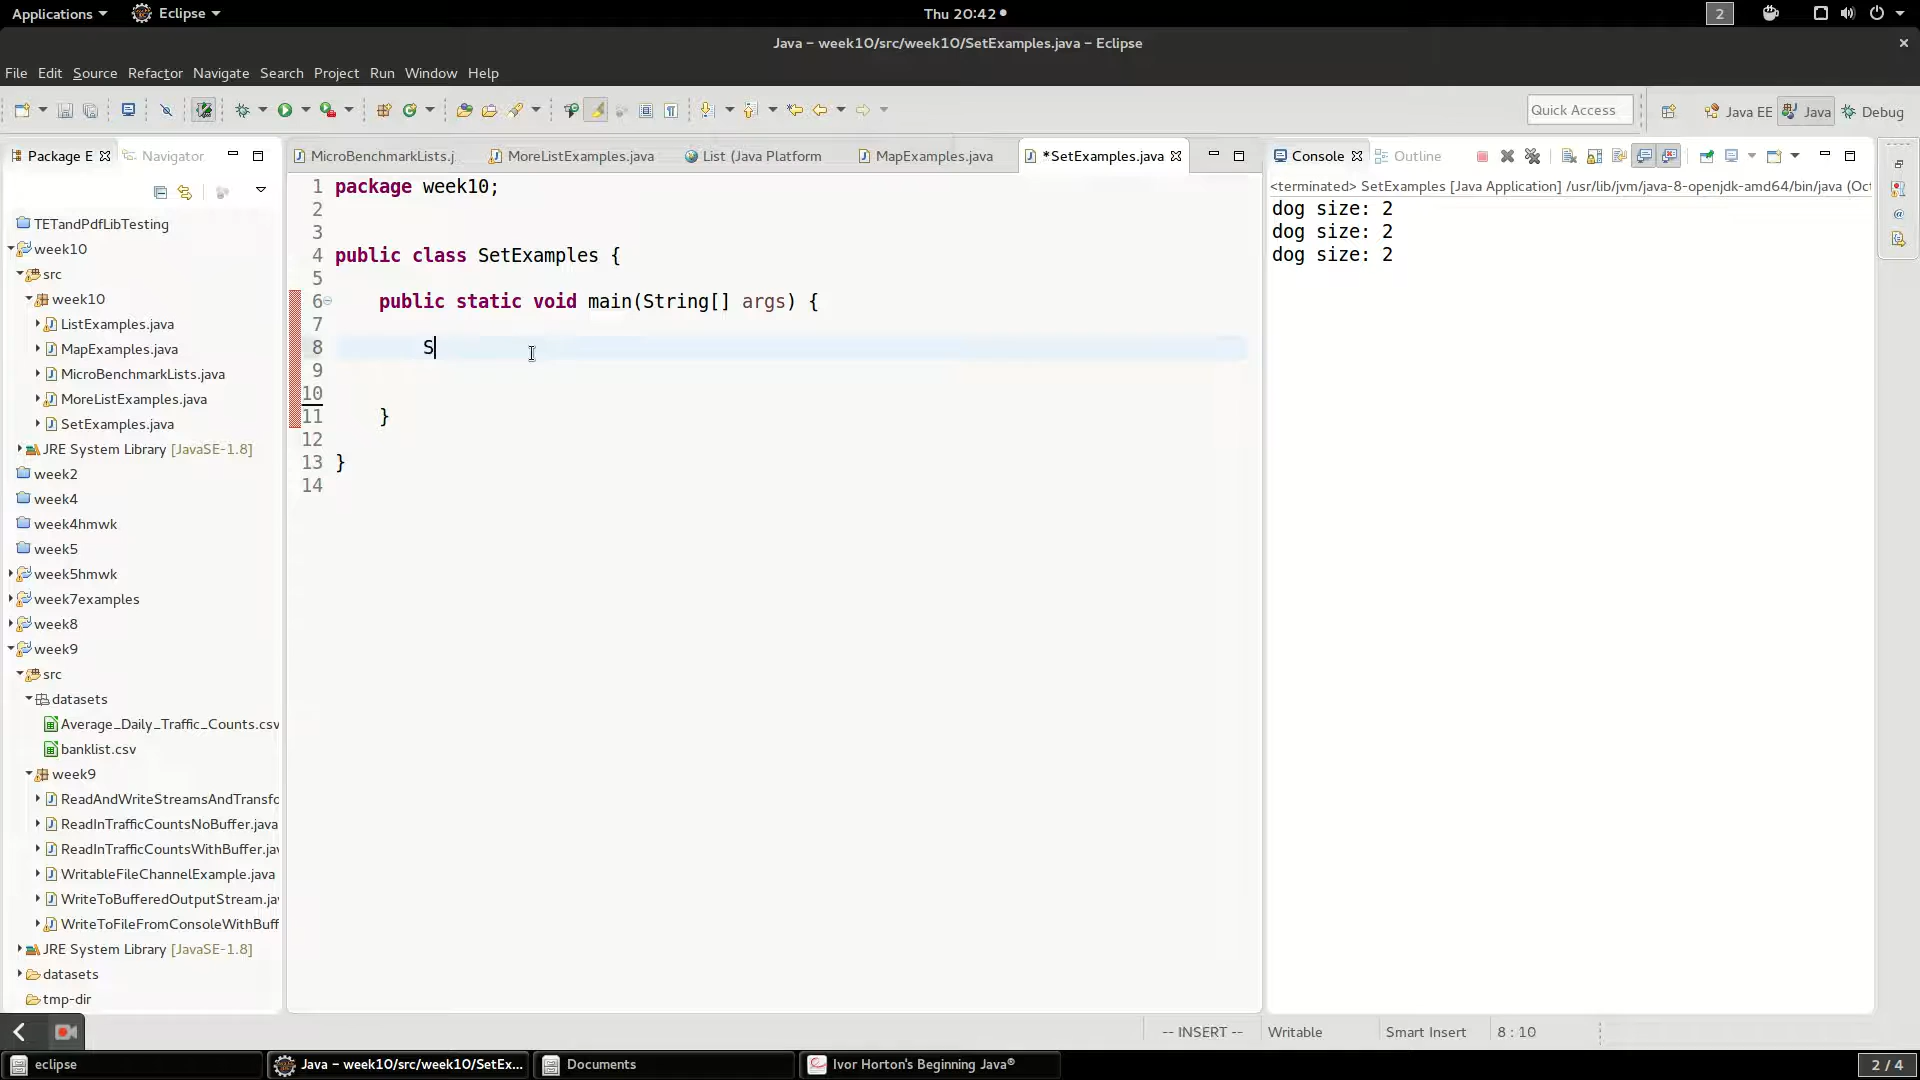 Applications
Eclipse
Thu 20:42
2
Java – week10/src/week10/SetExamples.java – Eclipse
File Edit Source Refactor Navigate Search Project Run Window Help
Quick Access
Java EE
Java
Debug
Package E
Navigator
MicroBenchmarkLists.j
MoreListExamples.java
List (Java Platform
MapExamples.java
*SetExamples.java
Console
Outline
TETandPdfLibTesting
week10
src
week10
ListExamples.java
MapExamples.java
MicroBenchmarkLists.java
MoreListExamples.java
SetExamples.java
JRE System Library [JavaSE-1.8]
week2
week4
week4hmwk
week5
week5hmwk
week7examples
week8
week9
src
datasets
Average_Daily_Traffic_Counts.csv
banklist.csv
week9
ReadAndWriteStreamsAndTransfo
ReadInTrafficCountsNoBuffer.java
ReadInTrafficCountsWithBuffer.jav
WritableFileChannelExample.java
WriteToBufferedOutputStream.jav
WriteToFileFromConsoleWithBuff
JRE System Library [JavaSE-1.8]
datasets
tmp-dir
1 package week10;
2
3
4 public class SetExamples {
5
6 public static void main(String[] args) {
7
8 S
9
10
11 }
12
13 }
14
<terminated> SetExamples [Java Application] /usr/lib/jvm/java-8-openjdk-amd64/bin/java (Oct
dog size: 2
dog size: 2
dog size: 2
-- INSERT --
Writable
Smart Insert
8 : 10
eclipse
Java – week10/src/week10/SetEx...
Documents
Ivor Horton's Beginning Java®
2 / 4